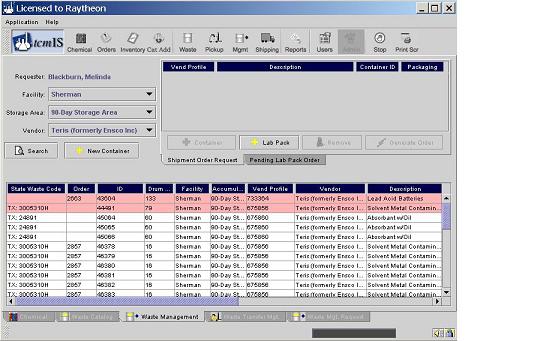 Licensed to Raytheon
Application Help
tcmIS Chemical Orders Inventory Cat Add Waste Pickup Mgmt Shipping Reports Users Admin Stop Print Scr
Requester: Blackburn, Melinda
Facility: Sherman
Storage Area: 90-Day Storage Area
Vendor: Teris (formerly Ensco Inc)
Search + New Container
Vend Profile Description Container ID Packaging
+ Container + Lab Pack Remove Generate Order
Shipment Order Request Pending Lab Pack Order
State Waste Code Order ID Drum ... Facility Accumul... Vend Profile Vendor Description
2663 43604 133 Sherman 90-Day St... 733364 Teris (formerly Ensco I... Lead Acid Batteries
TX: 3005310H 44491 79 Sherman 90-Day St... 675856 Teris (formerly Ensco I... Solvent Metal Contamin...
TX: 24891 45064 60 Sherman 90-Day St... 675860 Teris (formerly Ensco I... Absorbant w/Oil
TX: 24891 45065 60 Sherman 90-Day St... 675860 Teris (formerly Ensco I... Absorbant w/Oil
TX: 24891 45066 60 Sherman 90-Day St... 675860 Teris (formerly Ensco I... Absorbant w/Oil
TX: 3005310H 2857 46378 16 Sherman 90-Day St... 675856 Teris (formerly Ensco I... Solvent Metal Contamin...
TX: 3005310H 2857 46379 16 Sherman 90-Day St... 675856 Teris (formerly Ensco I... Solvent Metal Contamin...
TX: 3005310H 2857 46380 16 Sherman 90-Day St... 675856 Teris (formerly Ensco I... Solvent Metal Contamin...
TX: 3005310H 2857 46381 16 Sherman 90-Day St... 675856 Teris (formerly Ensco I... Solvent Metal Contamin...
TX: 3005310H 2857 46382 16 Sherman 90-Day St... 675856 Teris (formerly Ensco I... Solvent Metal Contamin...
TX: 3005310H 2857 46383 16 Sherman 90-Day St... 675856 Teris (formerly Ensco I... Solvent Metal Contamin...
Chemical Waste Catalog Waste Management Waste Transfer Mgt. Waste Mgt Request